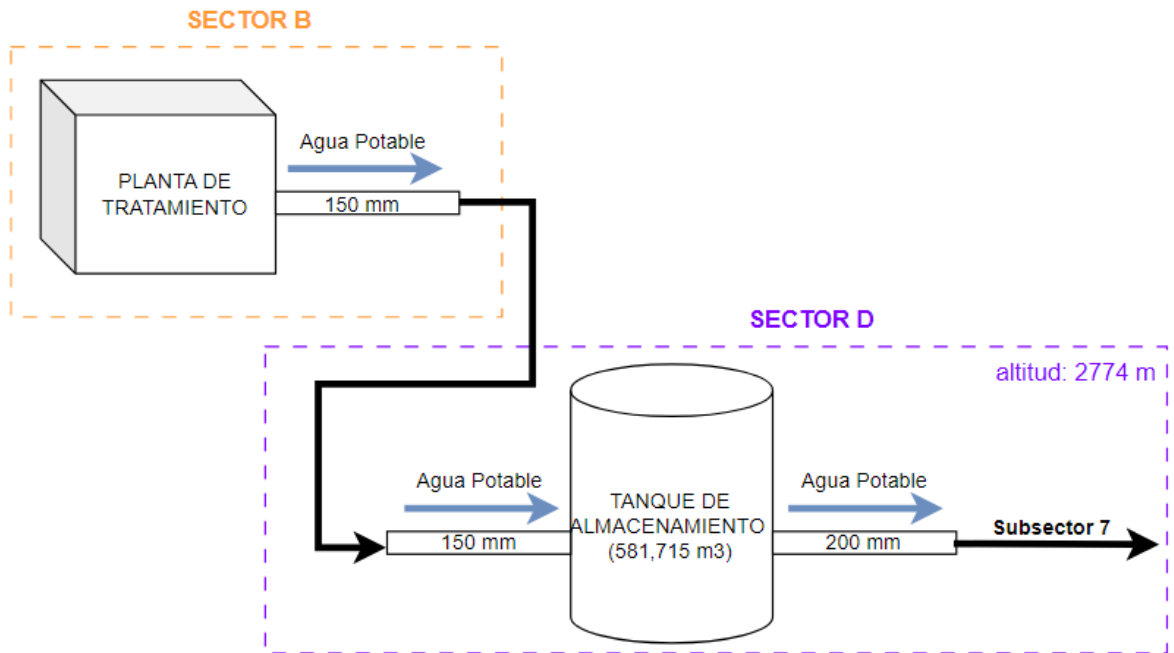 SECTOR B
Agua Potable
PLANTA DE
TRATAMIENTO
150 mm
SECTOR D
altitud: 2774 m
Agua Potable
150 mm
TANQUE DE
ALMACENAMIENTO
(581,715 m3)
Agua Potable
200 mm
Subsector 7